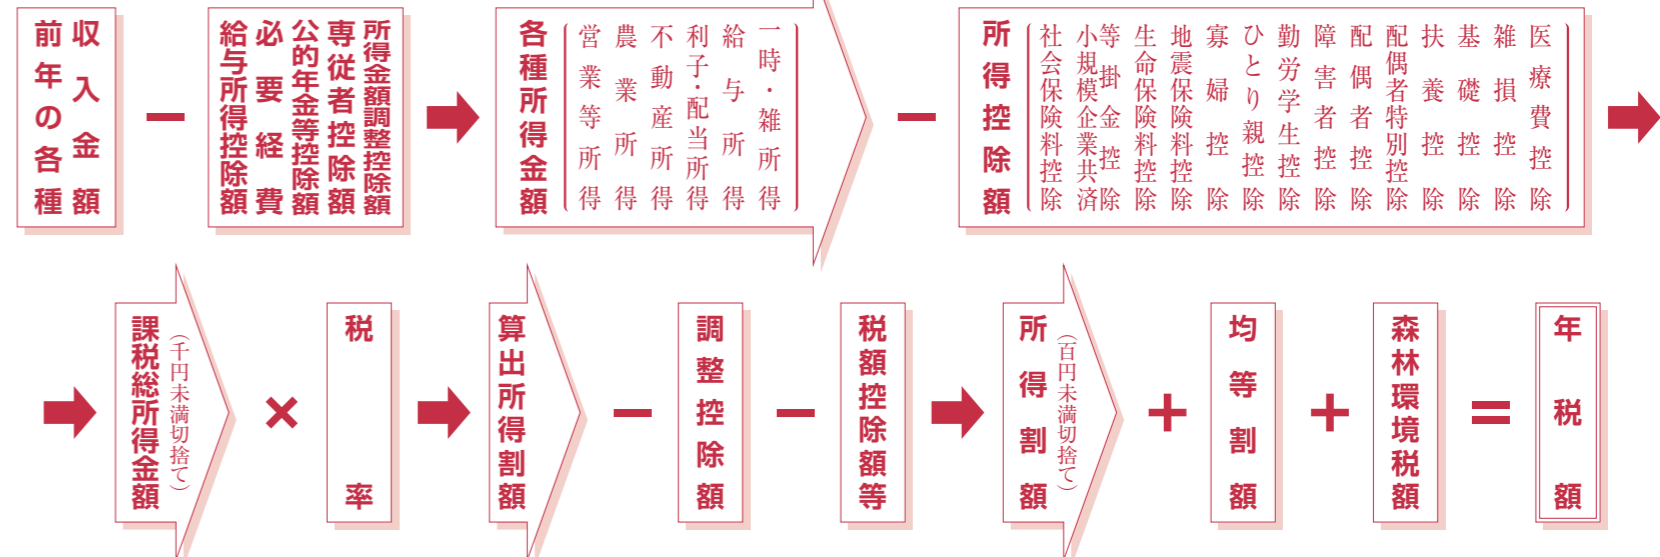 前年の各種
収入金額
−
給与所得控除額
必要経費
公的年金等控除額
専従者控除額
所得金額調整控除額
各種所得金額
営業等所得
農業所得
不動産所得
利子・配当所得
給与所得
一時・雑所得
−
所得控除額
社会保険料控除
小規模企業共済
等掛金控除
生命保険料控除
地震保険料控除
寡婦控除
ひとり親控除
勤労学生控除
障害者控除
配偶者控除
配偶者特別控除
扶養控除
基礎控除
雑損控除
医療費控除
課税総所得金額
（千円未満切捨て）
×
税率
算出所得割額
−
調整控除額
−
税額控除額等
所得割額
（百円未満切捨て）
＋
均等割額
＋
森林環境税額
＝
年税額